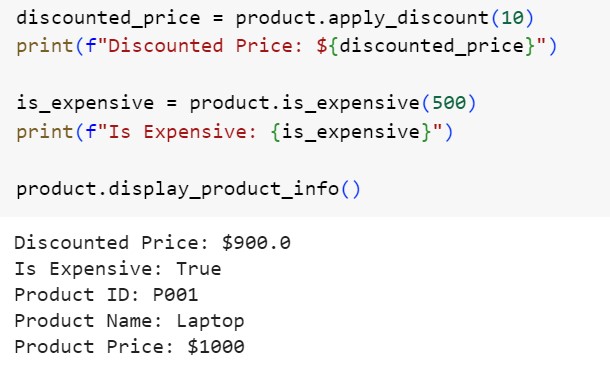 discounted_price = product.apply_discount(10)
print(f"Discounted Price: ${discounted_price}")
is_expensive = product.is_expensive(500)
print(f"Is Expensive: {is_expensive}")
product.display_product_info()
Discounted Price: $900.0
Is Expensive: True
Product ID: P001
Product Name: Laptop
Product Price: $1000